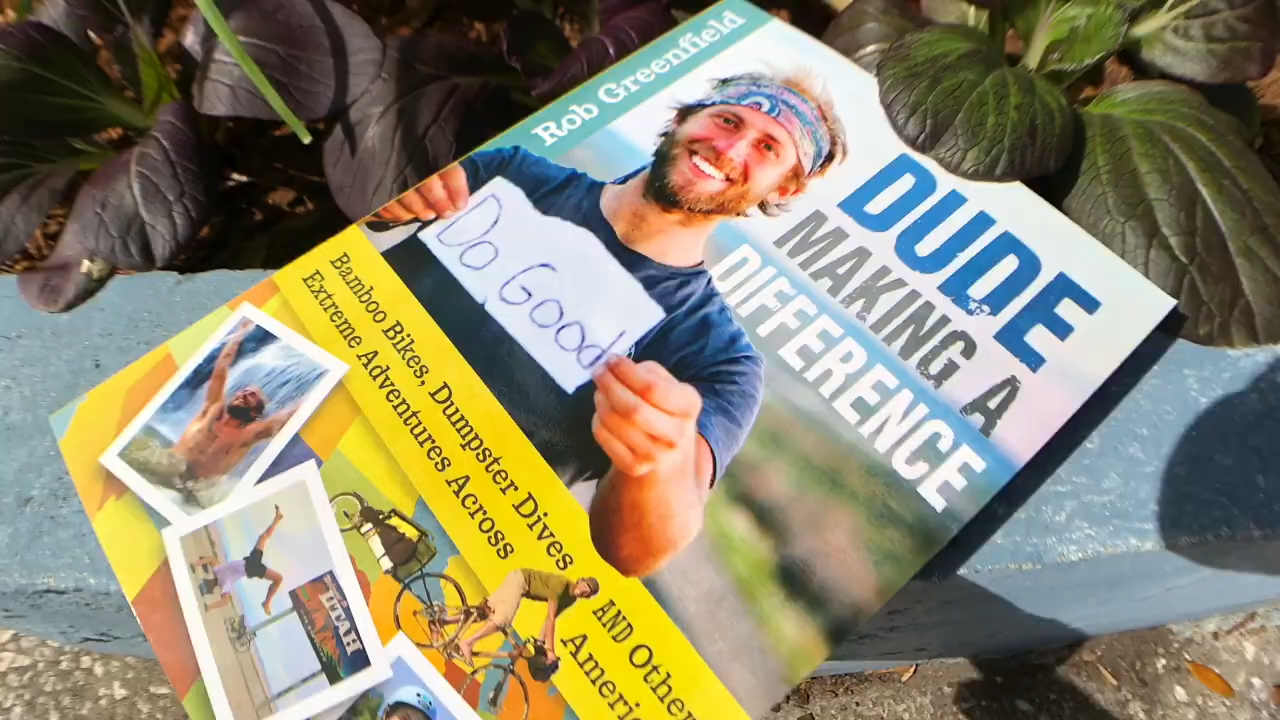 Rob Greenfield
DUDE
MAKING A
DIFFERENCE
Do Good
Bamboo Bikes, Dumpster Dives
AND Other
Extreme Adventures Across
UTAH